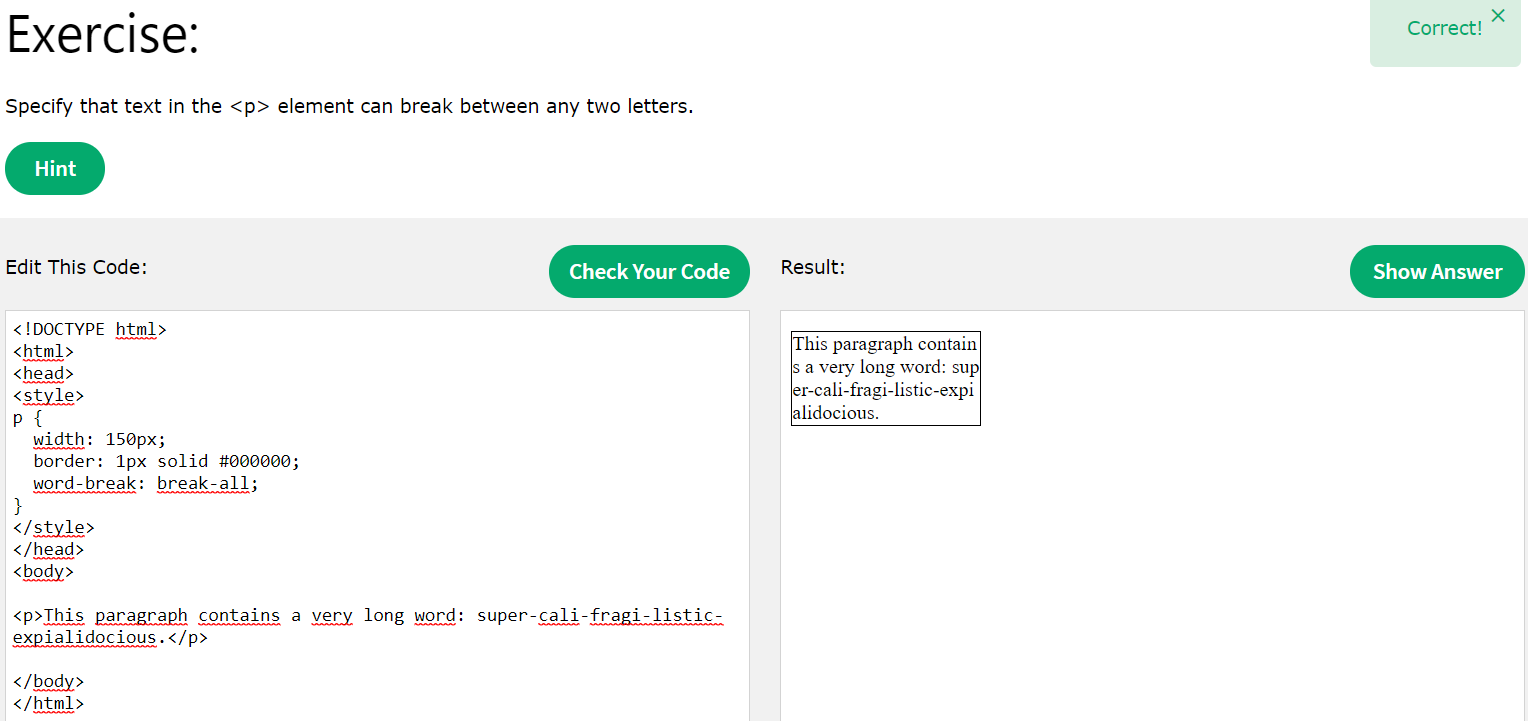 Exercise:
Correct!
×
Specify that text in the <p> element can break between any two letters.
Hint
Edit This Code:
Check Your Code
Result:
Show Answer
<!DOCTYPE html>
<html>
<head>
<style>
p {
  width: 150px;
  border: 1px solid #000000;
  word-break: break-all;
}
</style>
</head>
<body>

<p>This paragraph contains a very long word: super-cali-fragi-listic-
expialidocious.</p>

</body>
</html>
This paragraph contain
s a very long word: sup
er-cali-fragi-listic-expi
alidocious.